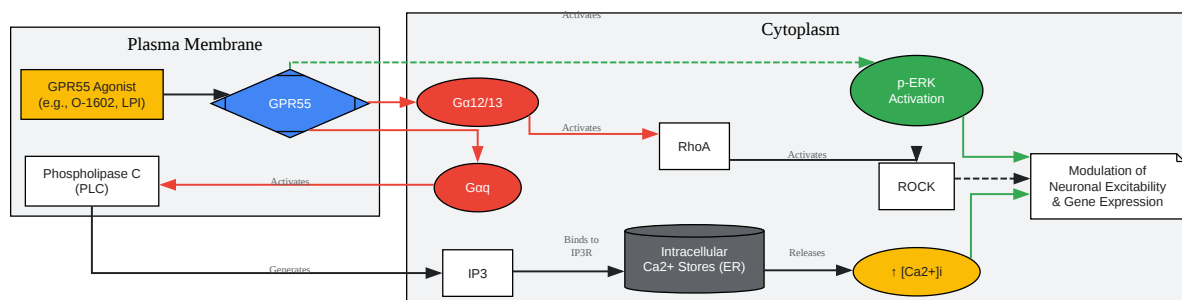 Activates
Plasma Membrane
Cytoplasm
GPR55 Agonist
(e.g., O-1602, LPI)
GPR55
Gα12/13
p-ERK
Activation
Activates
RhoA
Activates
Phospholipase C
(PLC)
Activates
Gαq
ROCK
Modulation of
Neuronal Excitability
& Gene Expression
Generates
IP3
Binds to
IP3R
Intracellular
Ca2+ Stores (ER)
Releases
↑ [Ca2+]i